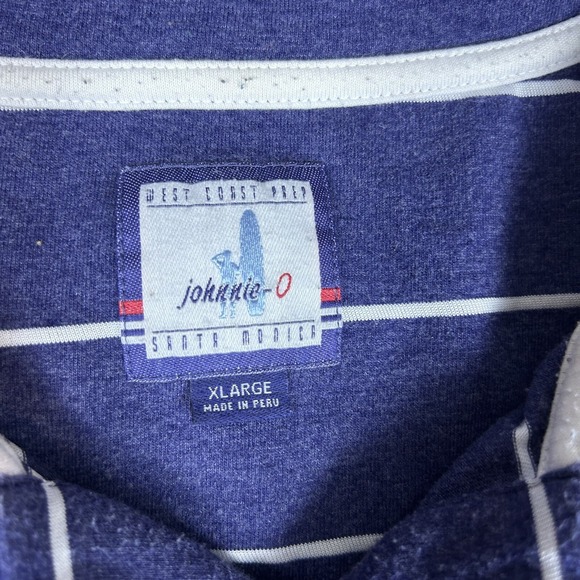 WEST COAST PREP
johnnie-O
SANTA MONICA
XLARGE
MADE IN PERU